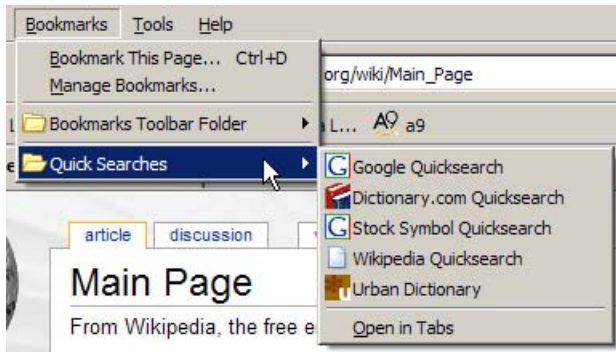 Bookmarks Tools Help
Bookmark This Page... Ctrl+D
Manage Bookmarks...
org/wiki/Main_Page
Bookmarks Toolbar Folder
L... A9 a9
Quick Searches
Google Quicksearch
Dictionary.com Quicksearch
Stock Symbol Quicksearch
Wikipedia Quicksearch
Urban Dictionary
Open in Tabs
article discussion
Main Page
From Wikipedia, the free